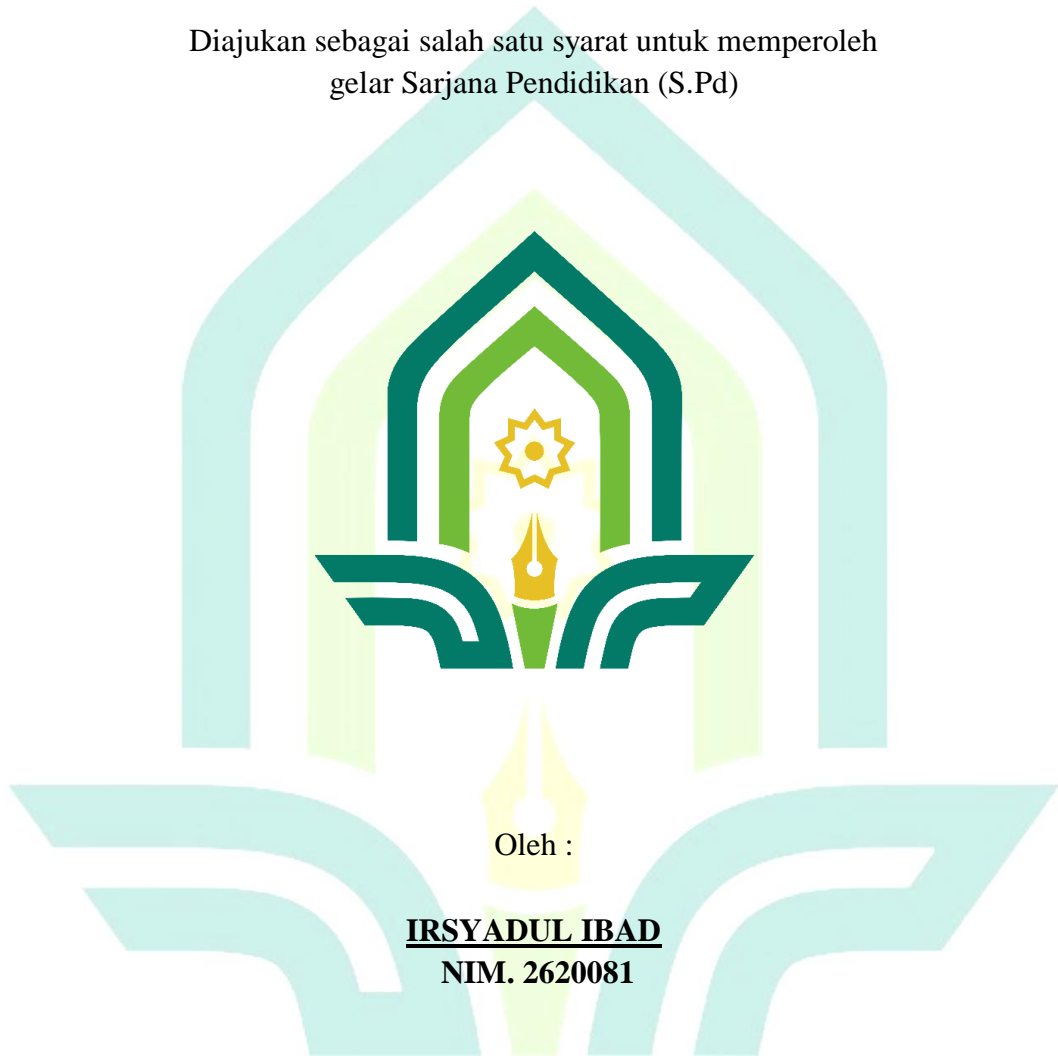 Diajukan sebagai salah satu syarat untuk memperoleh
gelar Sarjana Pendidikan (S.Pd)
Oleh :
IRSYADUL IBAD
NIM. 2620081